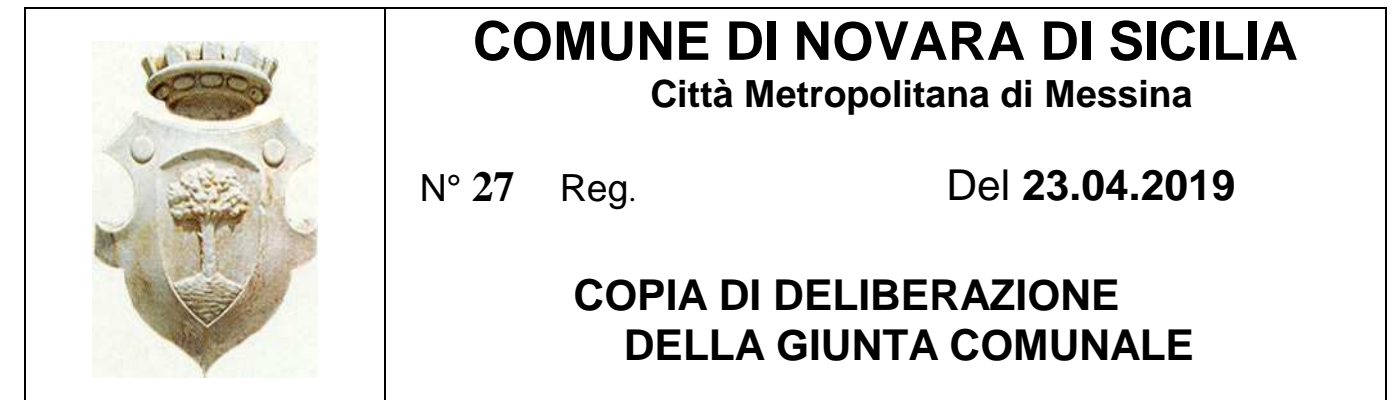 COMUNE DI NOVARA DI SICILIA
Città Metropolitana di Messina
N° 27 Reg. Del 23.04.2019
COPIA DI DELIBERAZIONE
DELLA GIUNTA COMUNALE